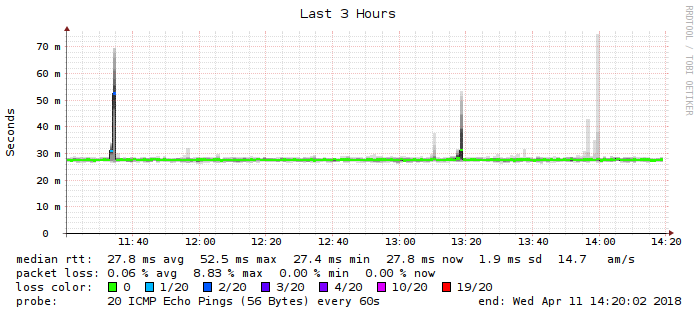 Last 3 Hours
RRDTOOL / TOBI OETIKER
Seconds
70 m
60 m
50 m
40 m
30 m
20 m
10 m
0
11:40 12:00 12:20 12:40 13:00 13:20 13:40 14:00 14:20
median rtt: 27.8 ms avg 52.5 ms max 27.4 ms min 27.8 ms now 1.9 ms sd 14.7 am/s
packet loss: 0.06 % avg 8.83 % max 0.00 % min 0.00 % now
loss color: 0 1/20 2/20 3/20 4/20 10/20 19/20
probe: 20 ICMP Echo Pings (56 Bytes) every 60s end: Wed Apr 11 14:20:02 2018